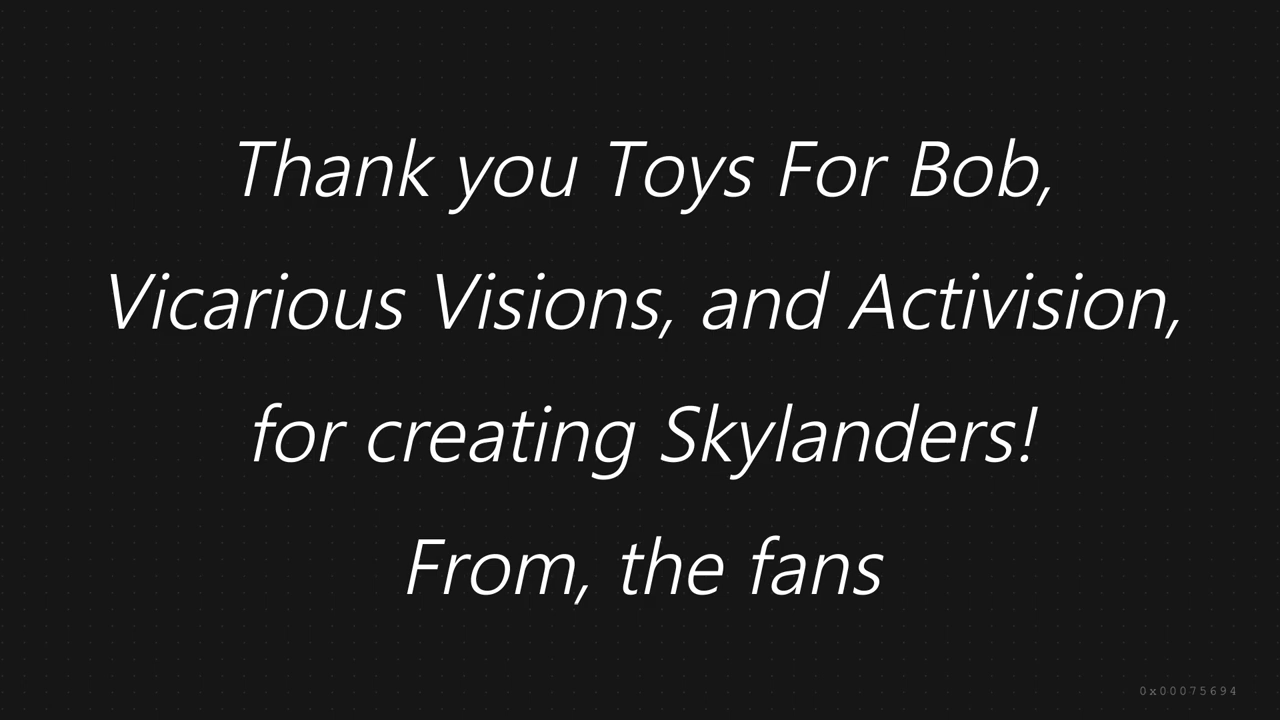 Thank you Toys For Bob,
Vicarious Visions, and Activision,
for creating Skylanders!
From, the fans
0x00075694